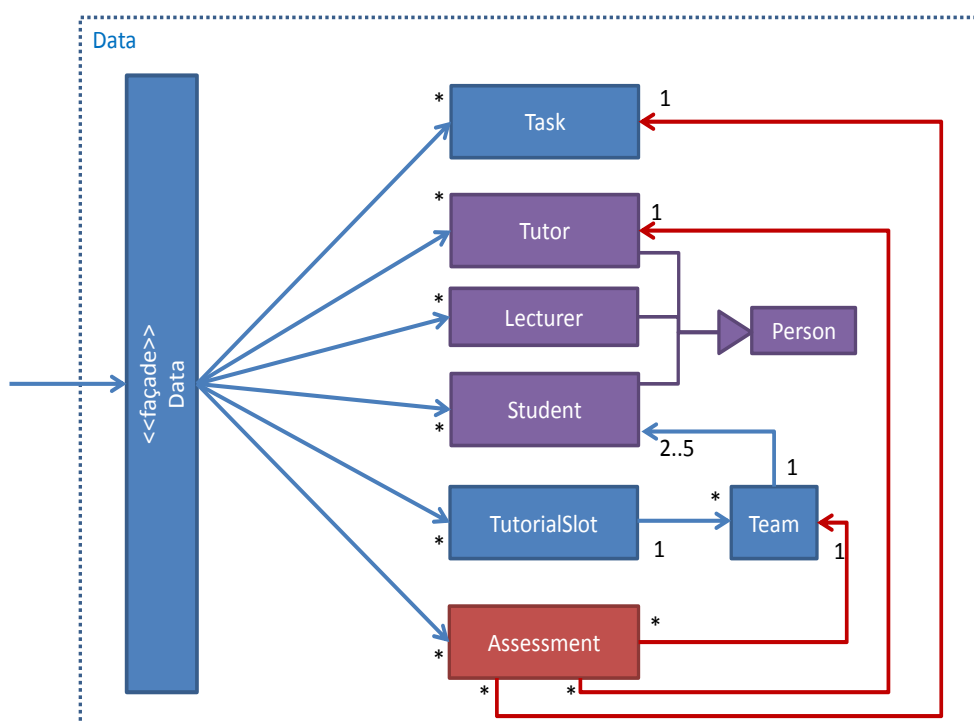 Data
<<façade>>
Data
*
Task
1
*
Tutor
1
*
Lecturer
Person
Student
*
2..5
1
*
TutorialSlot
Team
*
1
1
*
Assessment
*
*
*